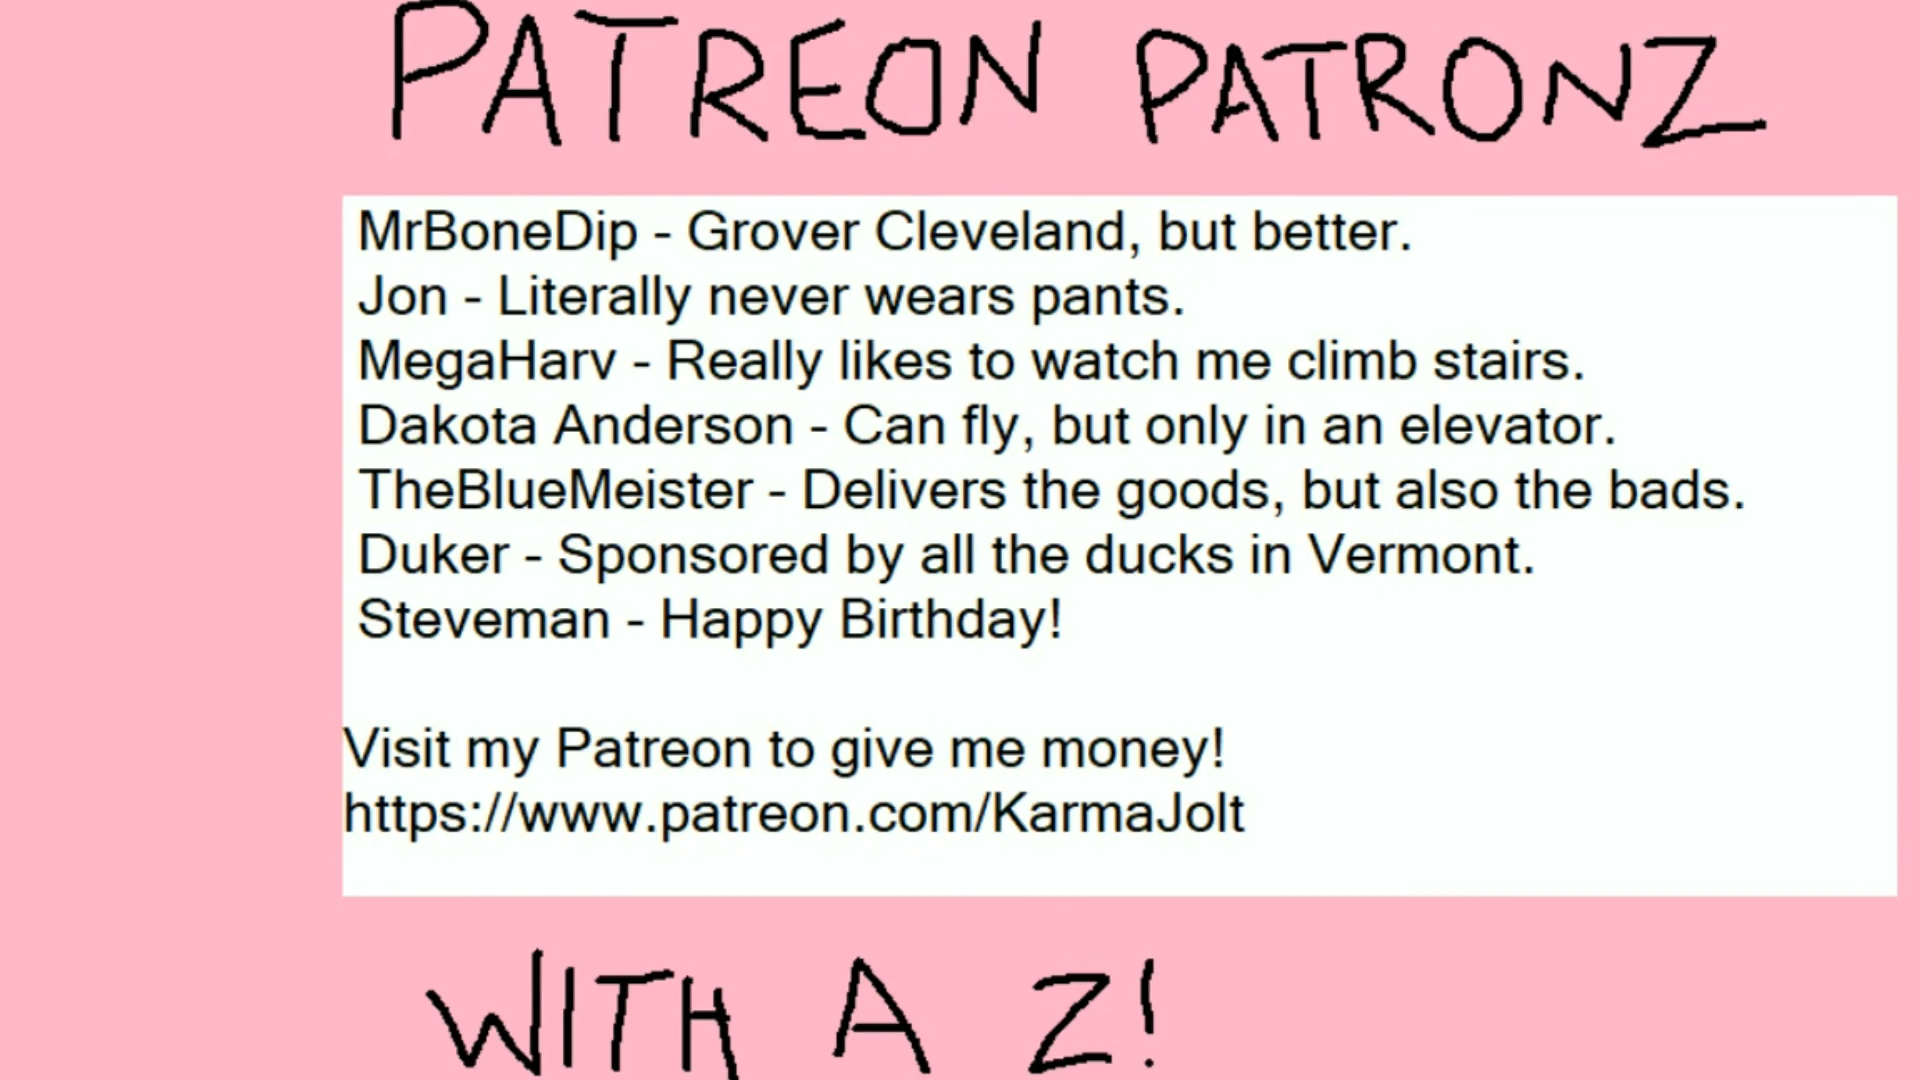 PATREON PATRONZ
MrBoneDip - Grover Cleveland, but better.
Jon - Literally never wears pants.
MegaHarv - Really likes to watch me climb stairs.
Dakota Anderson - Can fly, but only in an elevator.
TheBlueMeister - Delivers the goods, but also the bads.
Duker - Sponsored by all the ducks in Vermont.
Steveman - Happy Birthday!
Visit my Patreon to give me money!
https://www.patreon.com/KarmaJolt
WITH A Z!